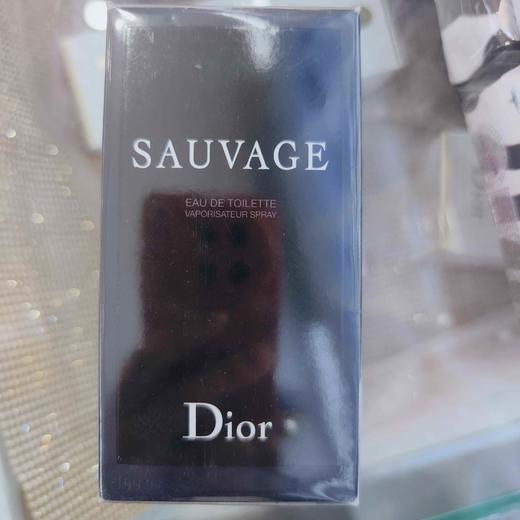 SAUVAGE
EAU DE TOILETTE
VAPORISATEUR SPRAY
Dior